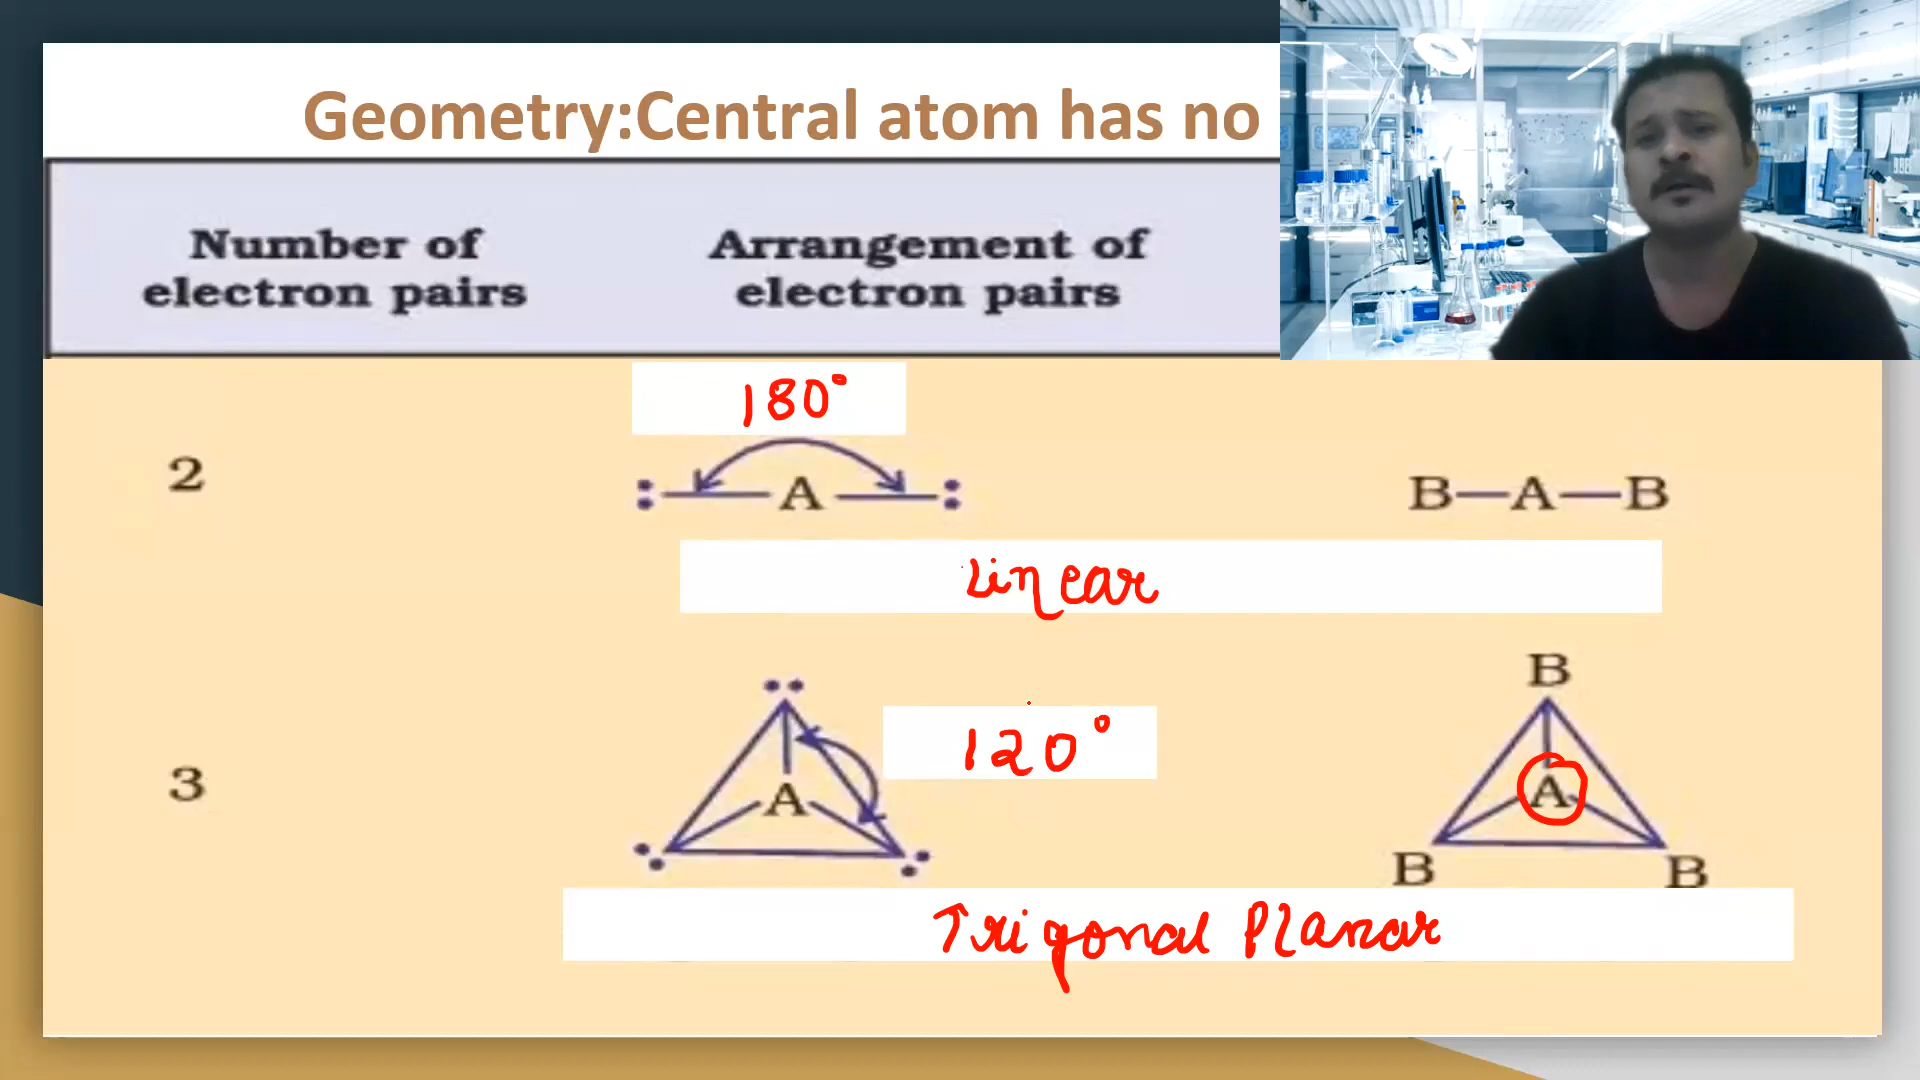 Geometry:Central atom has no
Number of electron pairs
Arrangement of electron pairs
180°
2
: A :
B—A—B
Linear
B
3
A
120°
A
B B
Trigonal Planar